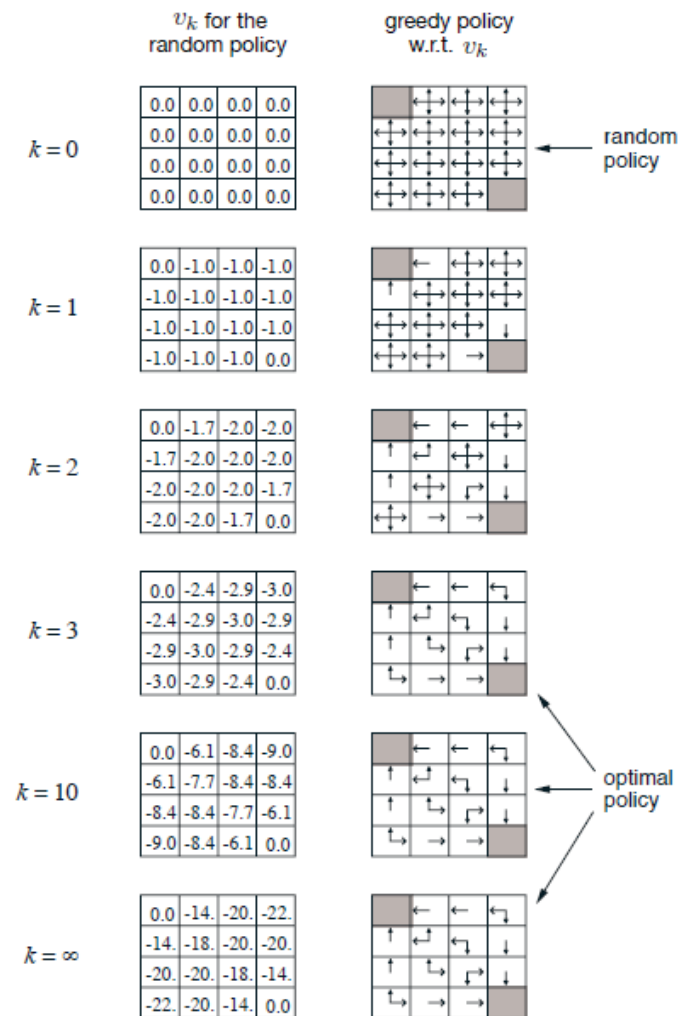 vk for the random policy
greedy policy w.r.t. vk
k = 0
0.0 0.0 0.0 0.0
0.0 0.0 0.0 0.0
0.0 0.0 0.0 0.0
0.0 0.0 0.0 0.0
random policy
k = 1
0.0 -1.0 -1.0 -1.0
-1.0 -1.0 -1.0 -1.0
-1.0 -1.0 -1.0 -1.0
-1.0 -1.0 -1.0 0.0
k = 2
0.0 -1.7 -2.0 -2.0
-1.7 -2.0 -2.0 -2.0
-2.0 -2.0 -2.0 -1.7
-2.0 -2.0 -1.7 0.0
k = 3
0.0 -2.4 -2.9 -3.0
-2.4 -2.9 -3.0 -2.9
-2.9 -3.0 -2.9 -2.4
-3.0 -2.9 -2.4 0.0
k = 10
0.0 -6.1 -8.4 -9.0
-6.1 -7.7 -8.4 -8.4
-8.4 -8.4 -7.7 -6.1
-9.0 -8.4 -6.1 0.0
optimal policy
k = ∞
0.0 -14. -20. -22.
-14. -18. -20. -20.
-20. -20. -18. -14.
-22. -20. -14. 0.0